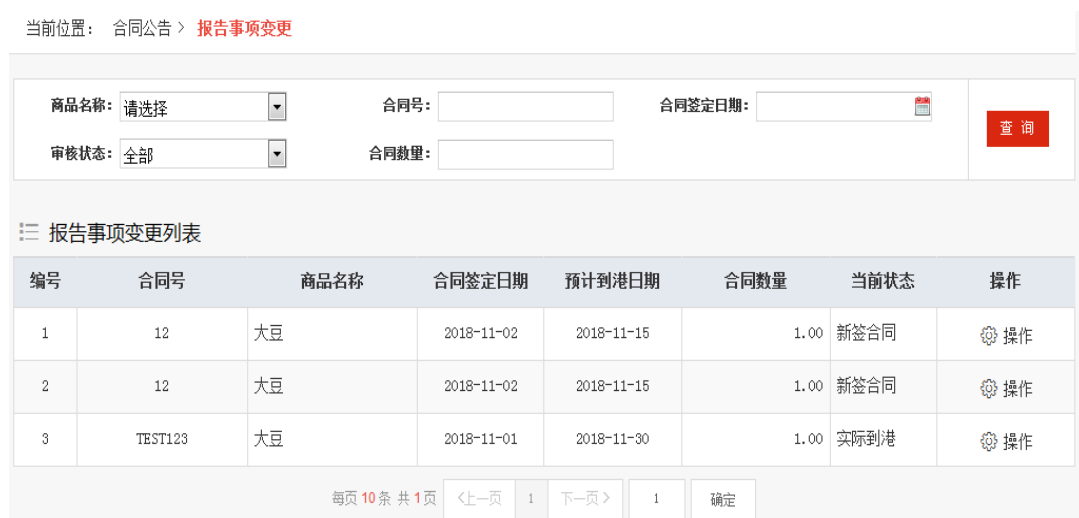 当前位置： 合同公告 > 报告事项变更
商品名称： 请选择 合同号： 合同签定日期：
查 询
审核状态： 全部 合同数量：
报告事项变更列表
编号 合同号 商品名称 合同签定日期 预计到港日期 合同数量 当前状态 操作
1 12 大豆 2018-11-02 2018-11-15 1.00 新签合同 操作
2 12 大豆 2018-11-02 2018-11-15 1.00 新签合同 操作
3 TEST123 大豆 2018-11-01 2018-11-30 1.00 实际到港 操作
每页 10 条 共 1 页 <上一页 1 下一页> 1 确定